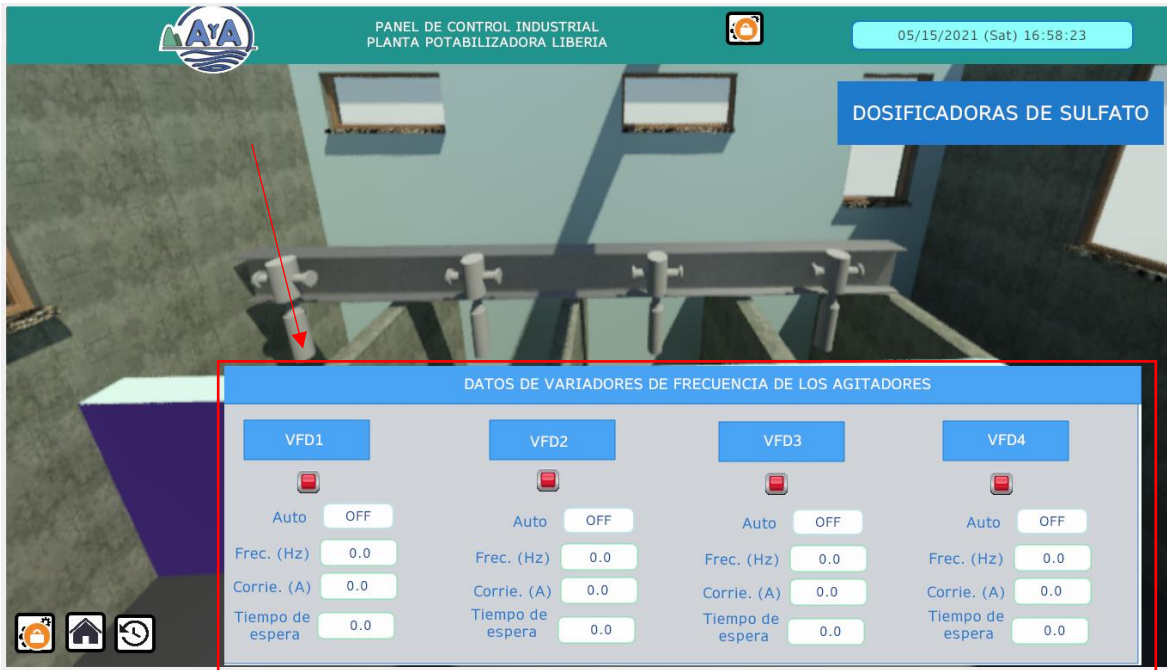 AyA
PANEL DE CONTROL INDUSTRIAL
PLANTA POTABILIZADORA LIBERIA
05/15/2021 (Sat) 16:58:23
DOSIFICADORAS DE SULFATO
DATOS DE VARIADORES DE FRECUENCIA DE LOS AGITADORES
VFD1
Auto OFF
Frec. (Hz) 0.0
Corrie. (A) 0.0
Tiempo de
espera 0.0
VFD2
Auto OFF
Frec. (Hz) 0.0
Corrie. (A) 0.0
Tiempo de
espera 0.0
VFD3
Auto OFF
Frec. (Hz) 0.0
Corrie. (A) 0.0
Tiempo de
espera 0.0
VFD4
Auto OFF
Frec. (Hz) 0.0
Corrie. (A) 0.0
Tiempo de
espera 0.0